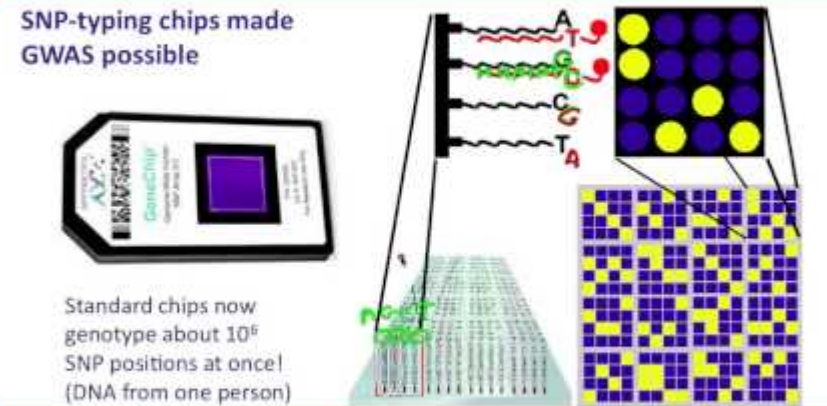 SNP-typing chips made
GWAS possible
A
T
G
C
C
G
T
A
GeneChip
Standard chips now
genotype about 10⁶
SNP positions at once!
(DNA from one person)